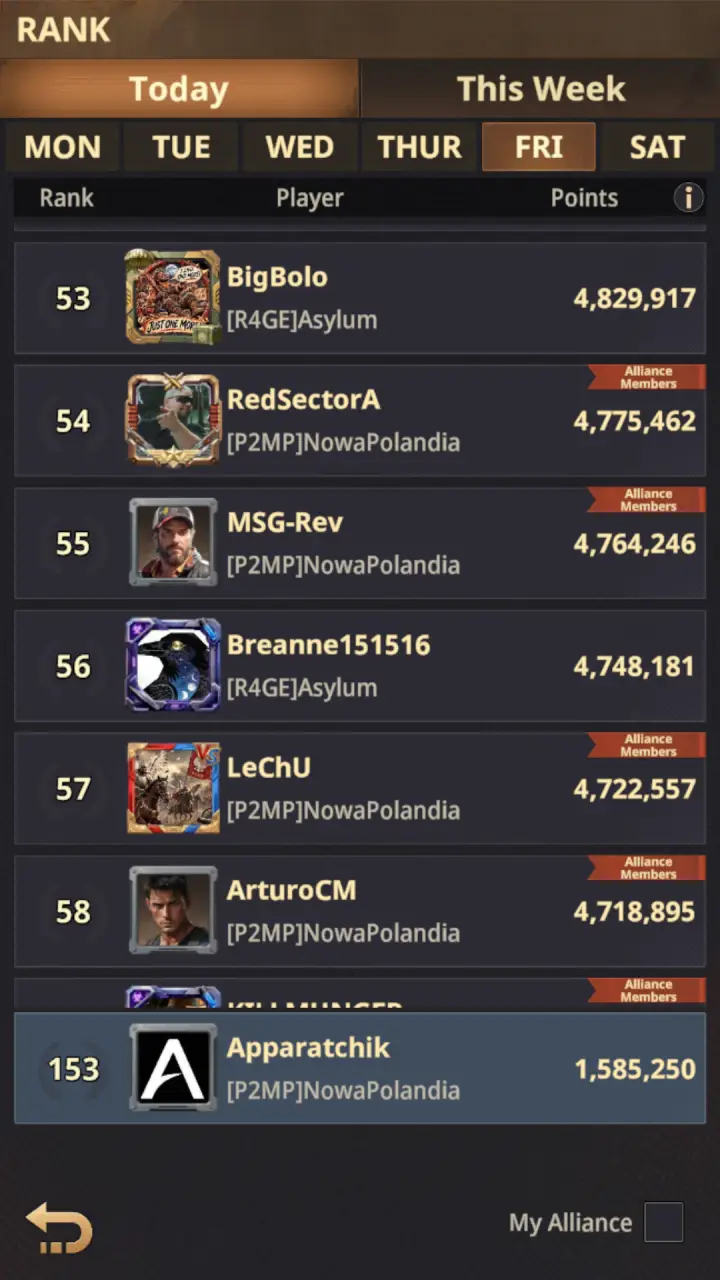 RANK
Today
This Week
MON
TUE
WED
THUR
FRI
SAT
Rank
Player
Points
53
BigBolo
[R4GE]Asylum
4,829,917
JUST ONE MORE
Alliance
Members
54
RedSectorA
[P2MP]NowaPolandia
4,775,462
Alliance
Members
55
MSG-Rev
[P2MP]NowaPolandia
4,764,246
56
Breanne151516
[R4GE]Asylum
4,748,181
Alliance
Members
57
LeChU
[P2MP]NowaPolandia
4,722,557
Alliance
Members
58
ArturoCM
[P2MP]NowaPolandia
4,718,895
Alliance
Members
153
Apparatchik
[P2MP]NowaPolandia
1,585,250
My Alliance